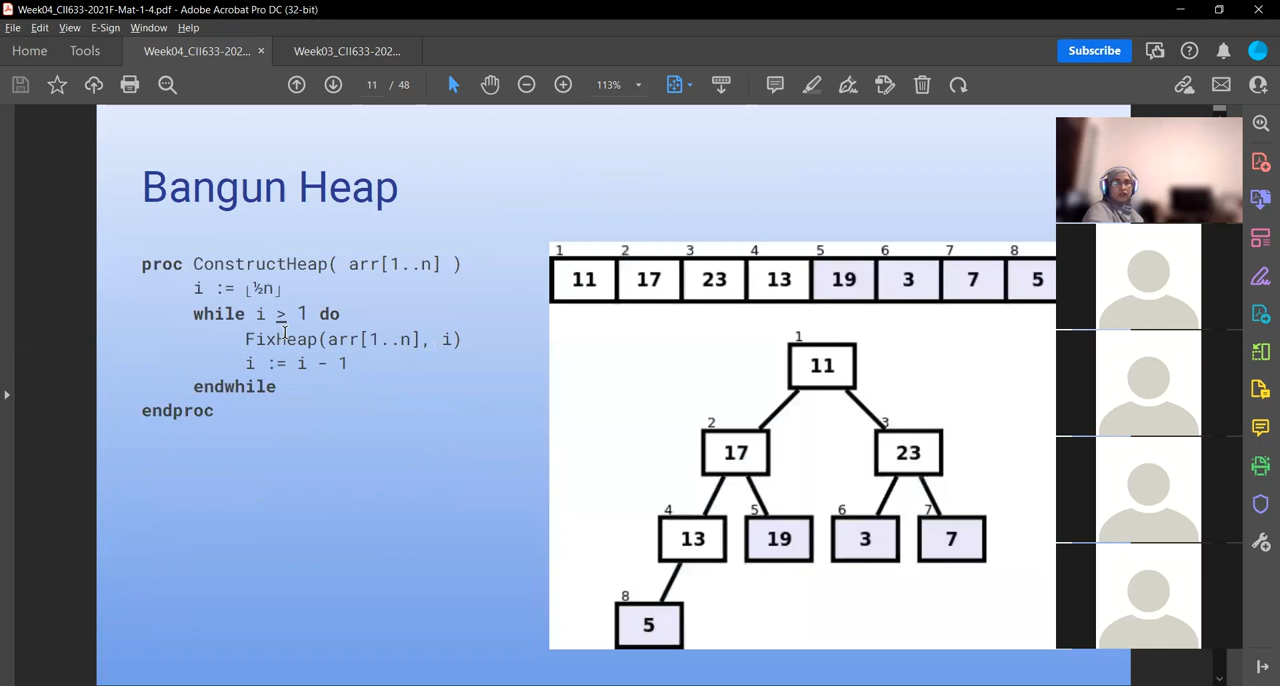 Week04_CII633-2021F-Mat-1-4.pdf - Adobe Acrobat Pro DC (32-bit)
File Edit View E-Sign Window Help
Home Tools Week04_CII633-202... × Week03_CII633-202... Subscribe
11 / 48 113%
Bangun Heap
proc ConstructHeap( arr[1..n] )
i := ⌊½n⌋
while i ≥ 1 do
FixHeap(arr[1..n], i)
i := i - 1
endwhile
endproc
1 2 3 4 5 6 7 8
11 17 23 13 19 3 7 5
1
11
2 3
17 23
4 5 6 7
13 19 3 7
8
5